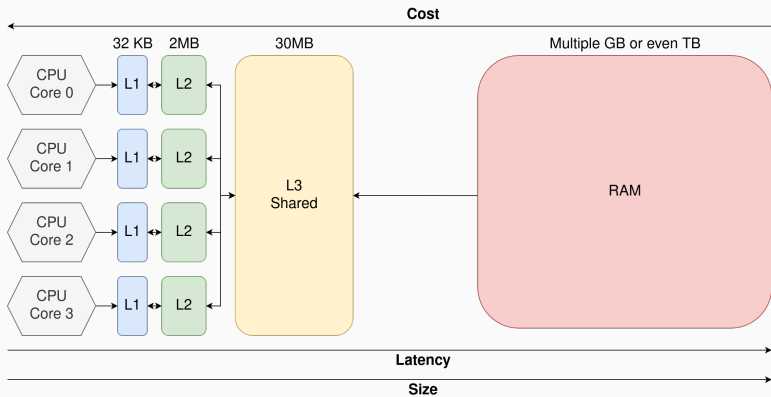 Cost
32 KB
2MB
30MB
Multiple GB or even TB
CPU
Core 0
L1
L2
CPU
Core 1
L1
L2
CPU
Core 2
L1
L2
CPU
Core 3
L1
L2
L3
Shared
RAM
Latency
Size